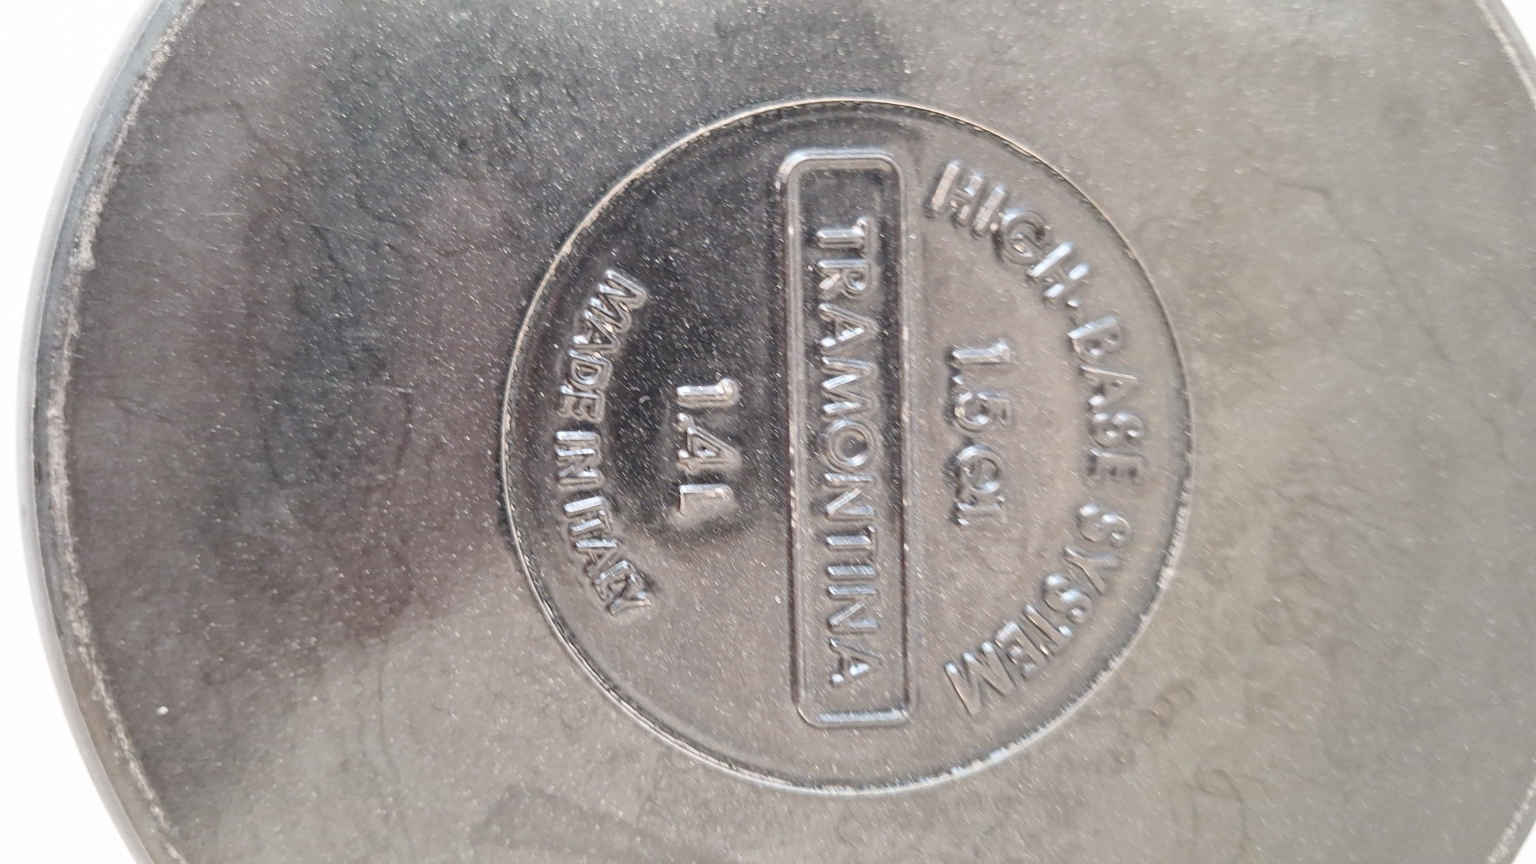 HIGH-BASE SYSTEM
1.5 QT
TRAMONTINA
1.4 L
MADE IN ITALY